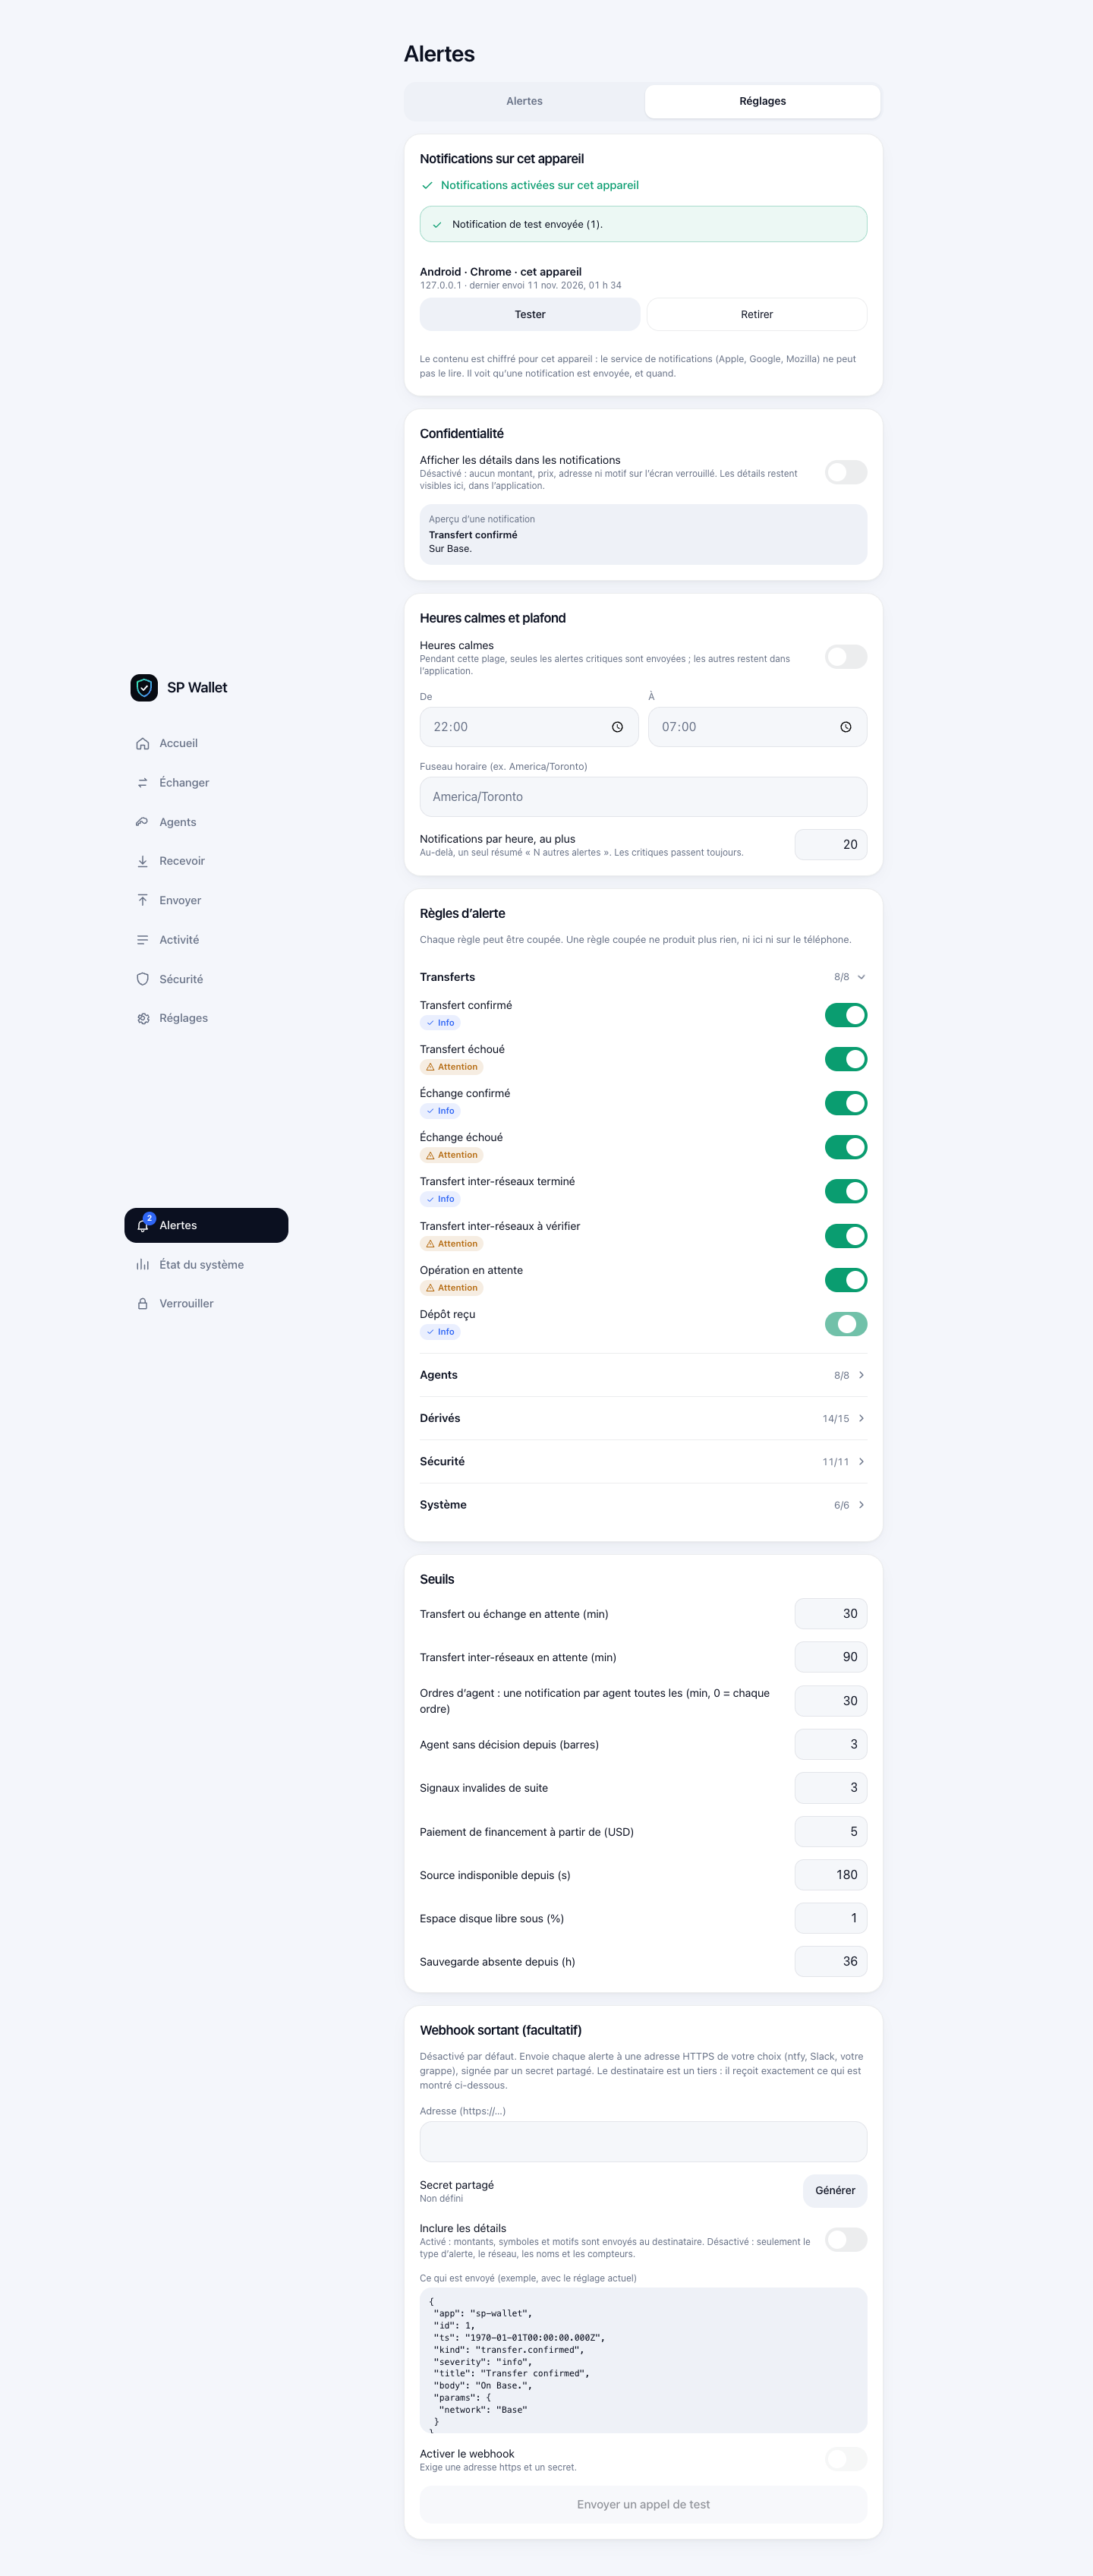 Alertes
Alertes
Réglages
Notifications sur cet appareil
Notifications activées sur cet appareil
Notification de test envoyée (1).
Android · Chrome · cet appareil
127.0.0.1 · dernier envoi 11 nov. 2026, 01 h 34
Tester
Retirer
Le contenu est chiffré pour cet appareil : le service de notifications (Apple, Google, Mozilla) ne peut
pas le lire. Il voit qu'une notification est envoyée, et quand.
Confidentialité
Afficher les détails dans les notifications
Désactivé : aucun montant, prix, adresse ni motif sur l'écran verrouillé. Les détails restent
visibles ici, dans l'application.
Aperçu d'une notification
Transfert confirmé
Sur Base.
Heures calmes et plafond
Heures calmes
Pendant cette plage, seules les alertes critiques sont envoyées ; les autres restent dans
l'application.
De
À
22:00
07:00
Fuseau horaire (ex. America/Toronto)
America/Toronto
Notifications par heure, au plus
Au-delà, un seul résumé « N autres alertes ». Les critiques passent toujours.
20
SP Wallet
Accueil
Échanger
Agents
Recevoir
Envoyer
Activité
Sécurité
Réglages
2
Alertes
État du système
Verrouiller
Règles d'alerte
Chaque règle peut être coupée. Une règle coupée ne produit plus rien, ni ici ni sur le téléphone.
Transferts
8/8
Transfert confirmé
Info
Transfert échoué
Attention
Échange confirmé
Info
Échange échoué
Attention
Transfert inter-réseaux terminé
Info
Transfert inter-réseaux à vérifier
Attention
Opération en attente
Attention
Dépôt reçu
Info
Agents
8/8
Dérivés
14/15
Sécurité
11/11
Système
6/6
Seuils
Transfert ou échange en attente (min)
30
Transfert inter-réseaux en attente (min)
90
Ordres d'agent : une notification par agent toutes les (min, 0 = chaque
ordre)
30
Agent sans décision depuis (barres)
3
Signaux invalides de suite
3
Paiement de financement à partir de (USD)
5
Source indisponible depuis (s)
180
Espace disque libre sous (%)
1
Sauvegarde absente depuis (h)
36
Webhook sortant (facultatif)
Désactivé par défaut. Envoie chaque alerte à une adresse HTTPS de votre choix (ntfy, Slack, votre
grappe), signée par un secret partagé. Le destinataire est un tiers : il reçoit exactement ce qui est
montré ci-dessous.
Adresse (https://…)
Secret partagé
Non défini
Générer
Inclure les détails
Activé : montants, symboles et motifs sont envoyés au destinataire. Désactivé : seulement le
type d'alerte, le réseau, les noms et les compteurs.
Ce qui est envoyé (exemple, avec le réglage actuel)
{
"app": "sp-wallet",
"id": 1,
"ts": "1970-01-01T00:00:00.000Z",
"kind": "transfer.confirmed",
"severity": "info",
"title": "Transfer confirmed",
"body": "On Base.",
"params": {
"network": "Base"
}
}
Activer le webhook
Exige une adresse https et un secret.
Envoyer un appel de test